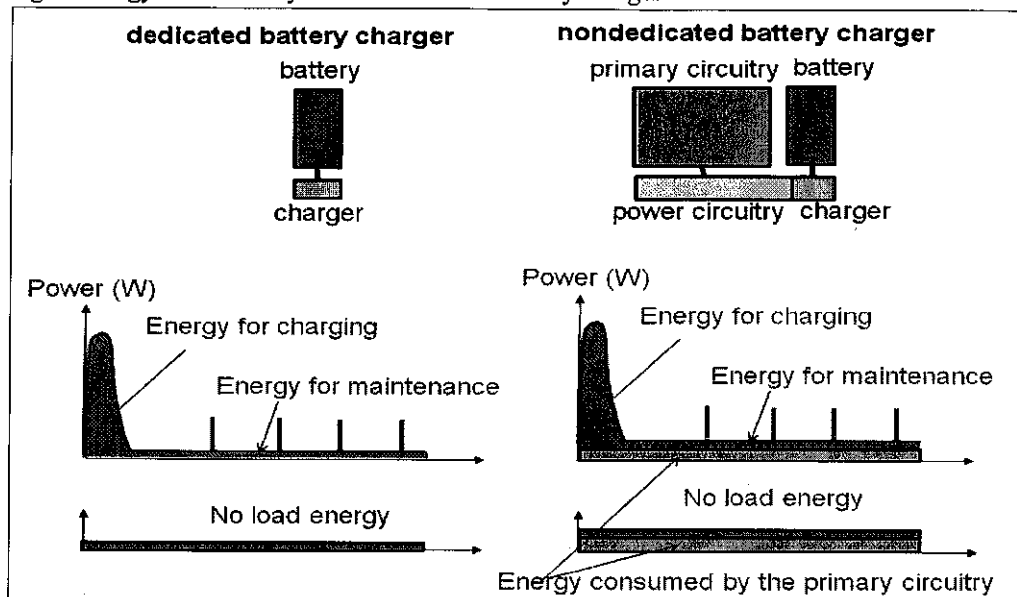 dedicated battery charger
battery
charger
Power (W)
Energy for charging
Energy for maintenance
No load energy
nondedicated battery charger
primary circuitry battery
power circuitry charger
Power (W)
Energy for charging
Energy for maintenance
No load energy
Energy consumed by the primary circuitry